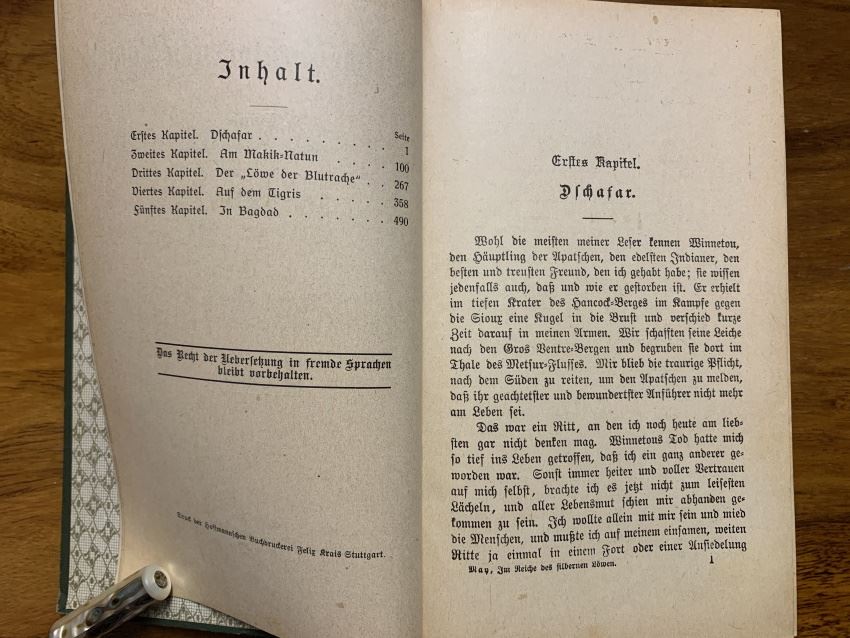 Inhalt.
Seite
Erstes Kapitel. Dschafar . . . . . . . . 1
Zweites Kapitel. Am Makik-Natun . . . . . 100
Drittes Kapitel. Der „Löwe der Blutrache“ . . 267
Viertes Kapitel. Auf dem Tigris . . . . . 358
Fünftes Kapitel. In Bagdad . . . . . . . 490
Das Recht der Uebersetzung in fremde Sprachen
bleibt vorbehalten.
Druck der Hoffmannschen Buchdruckerei Felix Krais Stuttgart.
Erstes Kapitel.
Dschafar.
Wohl die meisten meiner Leser kennen Winnetou,
den Häuptling der Apatschen, den edelsten Indianer, den
besten und treusten Freund, den ich gehabt habe; sie wissen
jedenfalls auch, daß und wie er gestorben ist. Er erhielt
im tiefen Krater des Hancock-Berges im Kampfe gegen
die Sioux eine Kugel in die Brust und verschied kurze
Zeit darauf in meinen Armen. Wir schafften seine Leiche
nach den Gros Ventre-Bergen und begruben sie dort im
Thale des Metsur-Flusses. Mir blieb die traurige Pflicht,
nach dem Süden zu reiten, um den Apatschen zu melden,
daß ihr geachtetster und bewundertster Anführer nicht mehr
am Leben sei.
Das war ein Ritt, an den ich noch heute am lieb-
sten gar nicht denken mag. Winnetous Tod hatte mich
so tief ins Leben getroffen, daß ich ein ganz anderer ge-
worden war. Sonst immer heiter und voller Vertrauen
auf mich selbst, brachte ich es jetzt nicht zum leisesten
Lächeln, und aller Lebensmut schien mir abhanden ge-
kommen zu sein. Ich wollte allein mit mir sein und mied
die Menschen, und mußte ich auf meinem einsamen, weiten
Ritte ja einmal in einem Fort oder einer Ansiedelung
May, Im Reiche des silbernen Löwen. 1